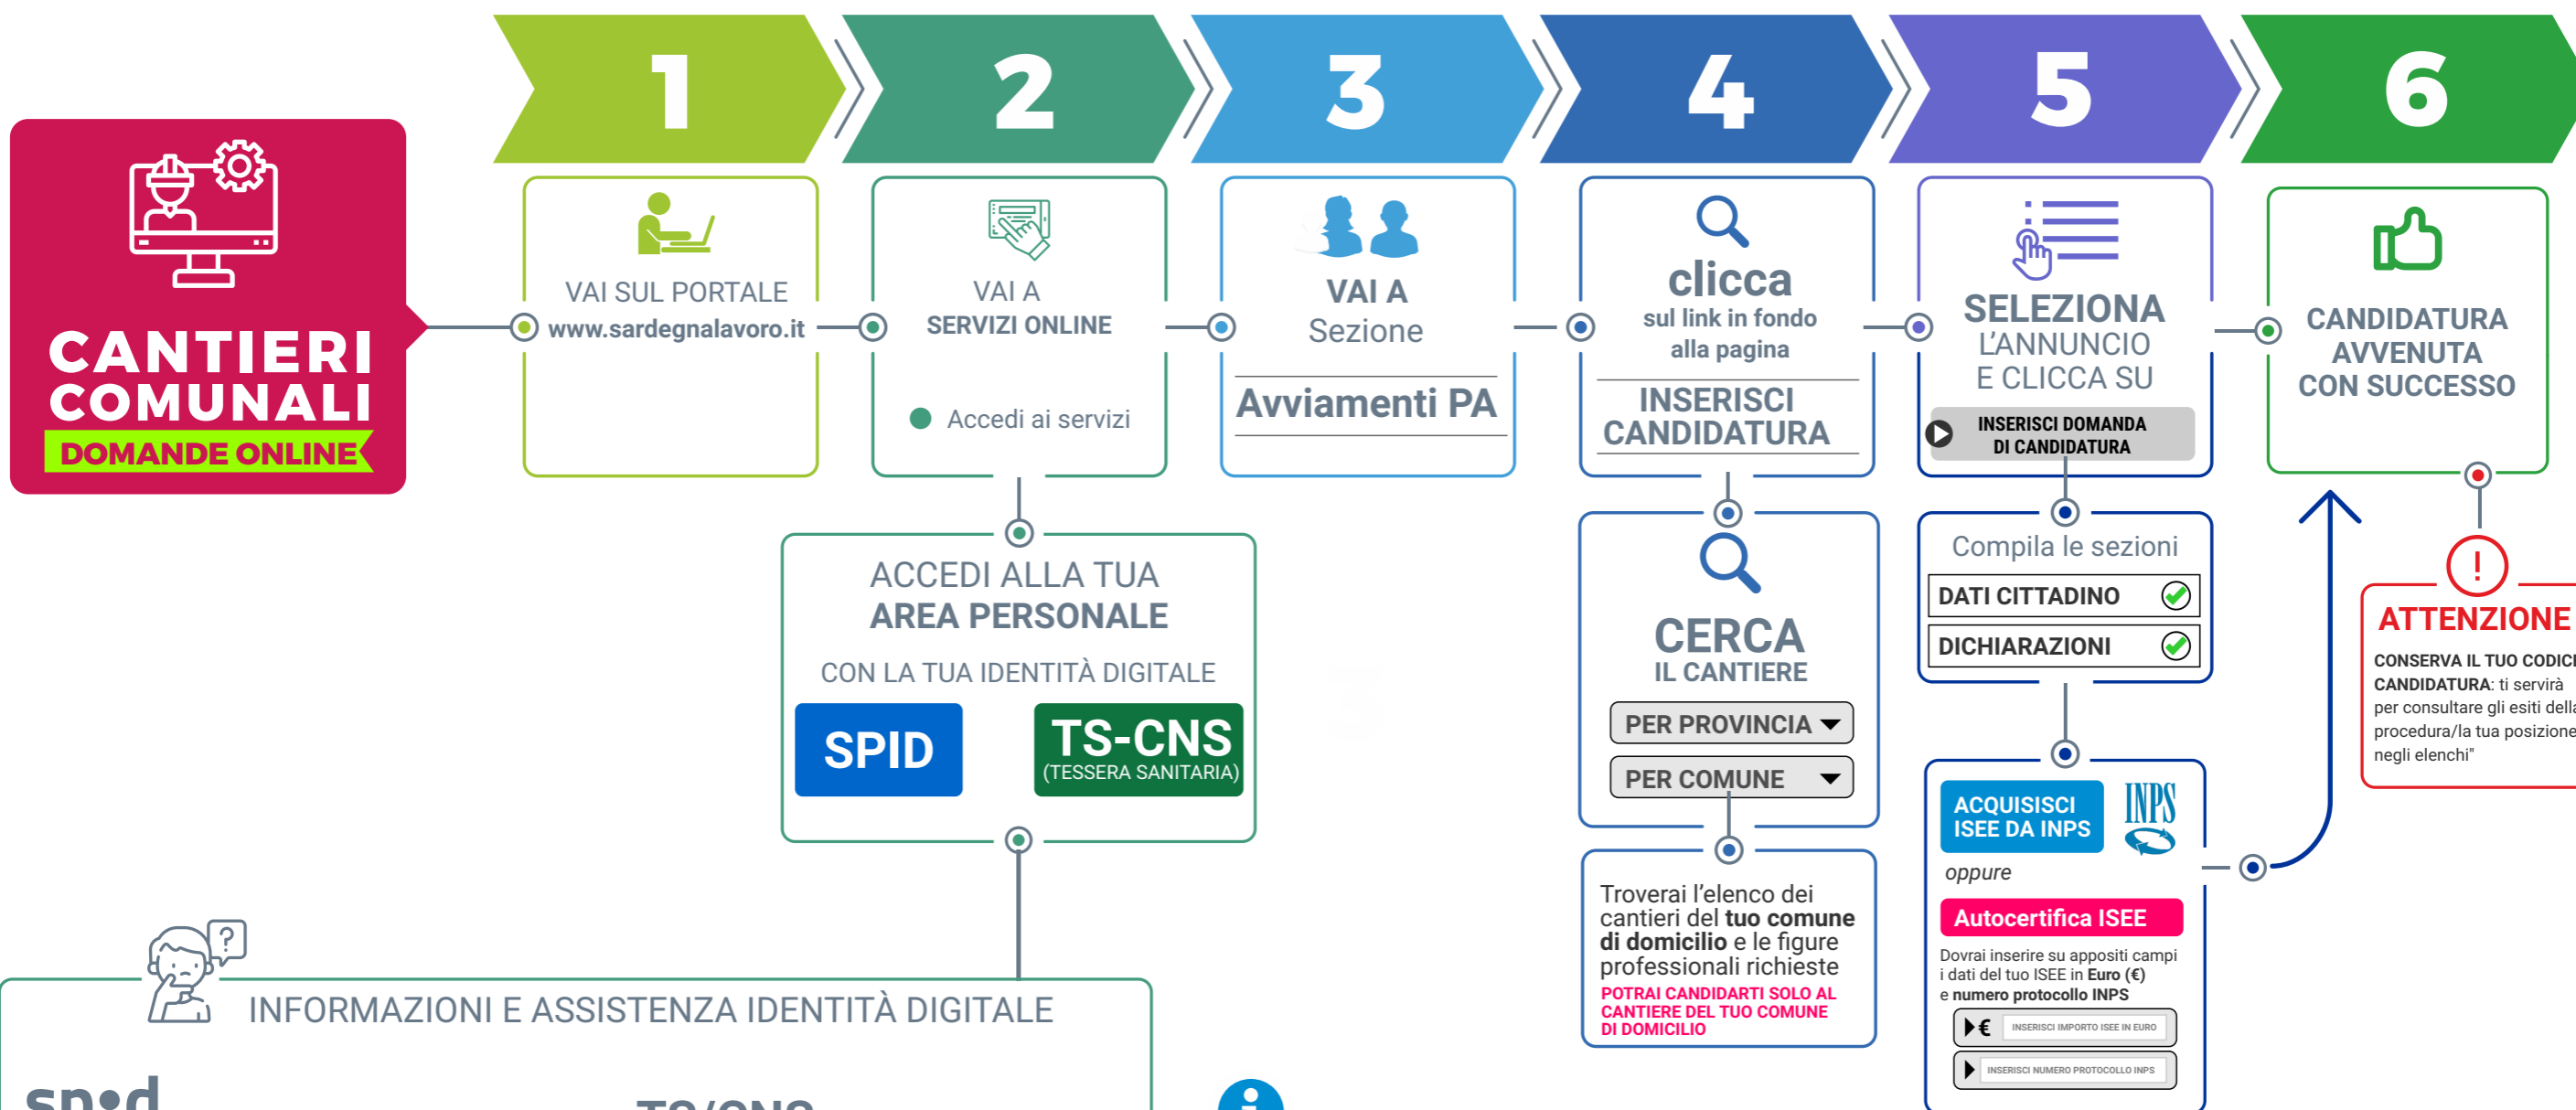 CANTIERI
COMUNALI
DOMANDE ONLINE
1
VAI SUL PORTALE
www.sardegnalavoro.it
2
VAI A
SERVIZI ONLINE
Accedi ai servizi
ACCEDI ALLA TUA
AREA PERSONALE
CON LA TUA IDENTITÀ DIGITALE
SPID
TS-CNS
(TESSERA SANITARIA)
3
VAI A
Sezione
Avviamenti PA
4
clicca
sul link in fondo
alla pagina
INSERISCI
CANDIDATURA
CERCA
IL CANTIERE
PER PROVINCIA
PER COMUNE
Troverai l'elenco dei
cantieri del tuo comune
di domicilio e le figure
professionali richieste
POTRAI CANDIDARTI SOLO AL
CANTIERE DEL TUO COMUNE
DI DOMICILIO
5
SELEZIONA
L'ANNUNCIO
E CLICCA SU
INSERISCI DOMANDA
DI CANDIDATURA
Compila le sezioni
DATI CITTADINO
DICHIARAZIONI
ACQUISISCI
ISEE DA INPS
INPS
oppure
Autocertifica ISEE
Dovrai inserire su appositi campi
i dati del tuo ISEE in Euro (€)
e numero protocollo INPS
€ INSERISCI IMPORTO ISEE IN EURO
INSERISCI NUMERO PROTOCOLLO INPS
6
CANDIDATURA
AVVENUTA
CON SUCCESSO
!
ATTENZIONE
CONSERVA IL TUO CODICE
CANDIDATURA: ti servirà
per consultare gli esiti della
procedura/la tua posizione
negli elenchi"
?
INFORMAZIONI E ASSISTENZA IDENTITÀ DIGITALE
spid
TS/CNS
i